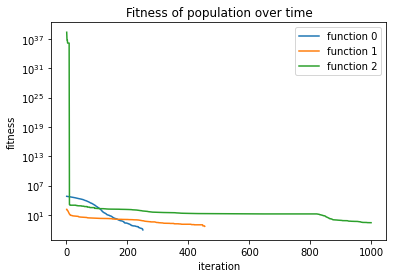 Fitness of population over time
function 0
function 1
function 2
fitness
10^37
10^31
10^25
10^19
10^13
10^7
10^1
0 200 400 600 800 1000
iteration